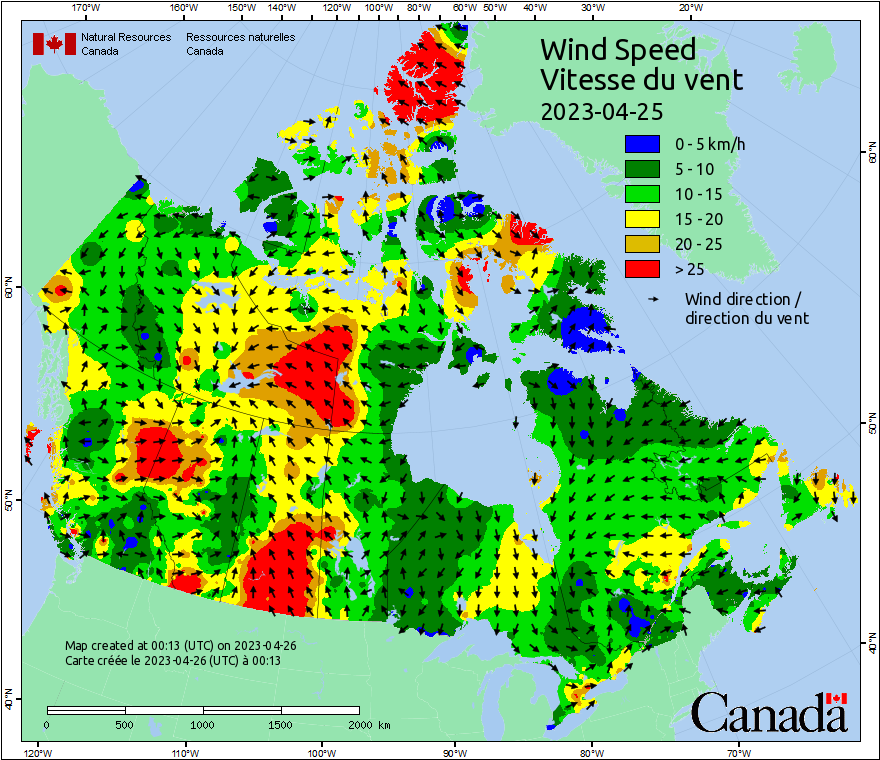 170°W 160°W 150°W 140°W 120°W 100°W 80°W 60°W 50°W 40°W 30°W 20°W
Natural Resources Ressources naturelles
Canada Canada
Wind Speed
Vitesse du vent
2023-04-25
0 - 5 km/h
5 - 10
10 - 15
15 - 20
20 - 25
> 25
Wind direction /
direction du vent
60°N 60°N
50°N 50°N
40°N 40°N
Map created at 00:13 (UTC) on 2023-04-26
Carte créée le 2023-04-26 (UTC) à 00:13
0 500 1000 1500 2000 km
Canada
120°W 110°W 100°W 90°W 80°W 70°W